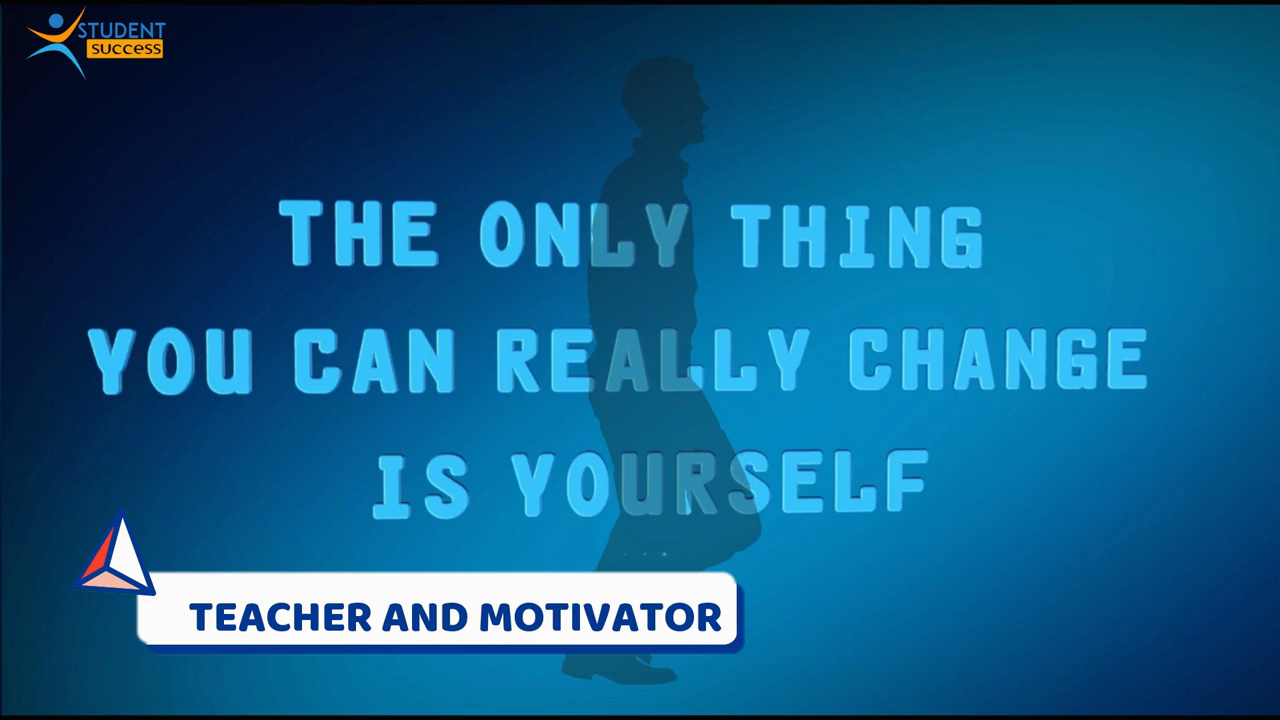 STUDENT
SUCCESS
THE ONLY THING
YOU CAN REALLY CHANGE
IS YOURSELF
TEACHER AND MOTIVATOR